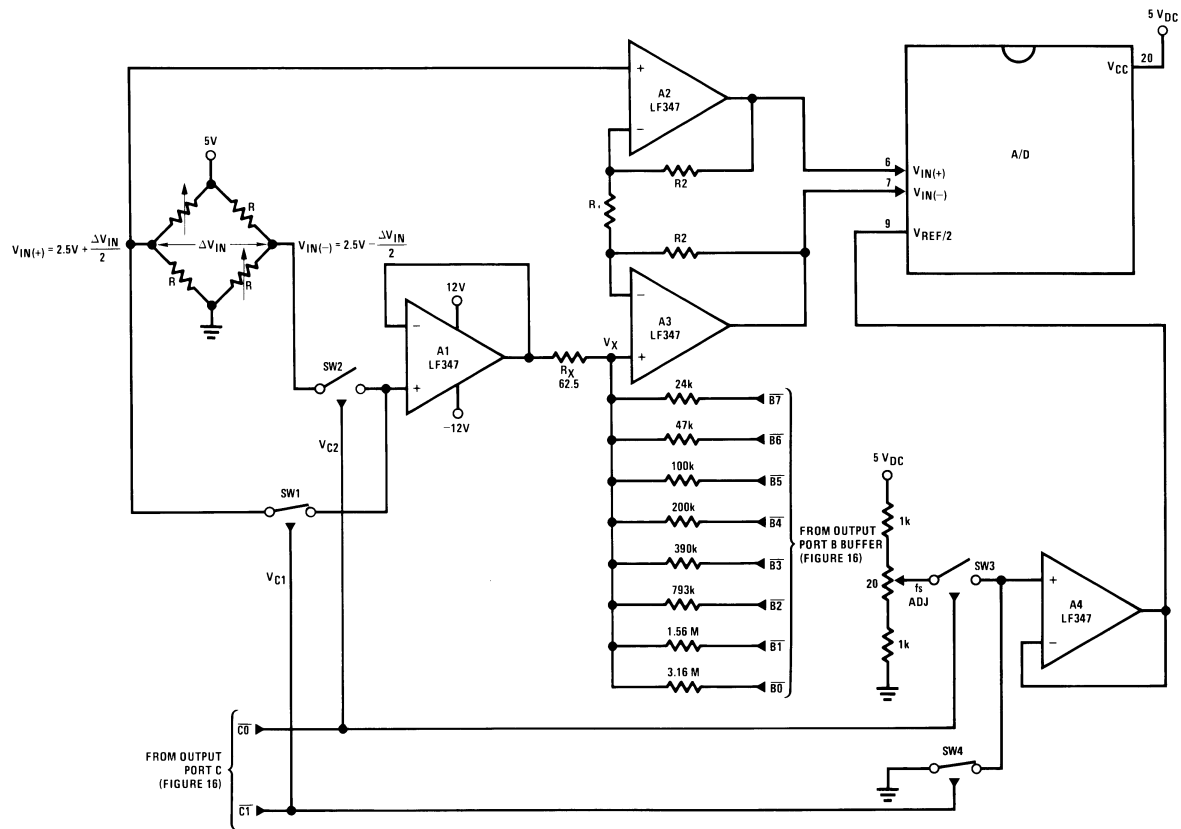 5 VDC
20
VCC
A/D
6
VIN(+)
7
VIN(−)
9
VREF/2
+
A2
LF347
−
R2
R2
−
A3
LF347
+
5V
R
R
R
ΔVIN
VIN(+) = 2.5V + ΔVIN/2
VIN(−) = 2.5V − ΔVIN/2
12V
−
A1
LF347
+
−12V
SW2
VC2
SW1
VC1
RX
62.5
VX
24k
B7
47k
B6
100k
B5
200k
B4
390k
B3
793k
B2
1.56 M
B1
3.16 M
B0
FROM OUTPUT
PORT B BUFFER
(FIGURE 16)
5 VDC
1k
20
fs
ADJ
1k
SW3
+
A4
LF347
−
SW4
C0
FROM OUTPUT
PORT C
(FIGURE 16)
C1